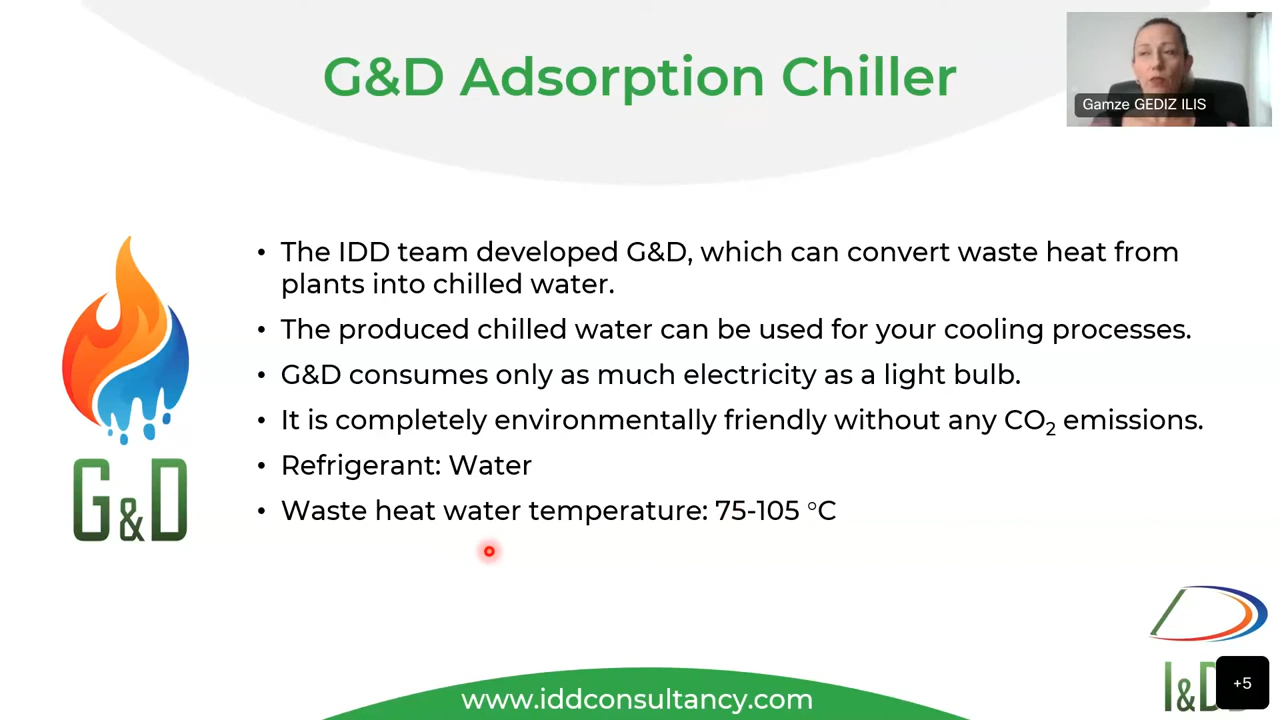 G&D Adsorption Chiller
Gamze GEDIZ ILIS
• The IDD team developed G&D, which can convert waste heat from
plants into chilled water.
• The produced chilled water can be used for your cooling processes.
• G&D consumes only as much electricity as a light bulb.
• It is completely environmentally friendly without any CO₂ emissions.
• Refrigerant: Water
• Waste heat water temperature: 75-105 °C
G&D
I&D
+5
www.iddconsultancy.com